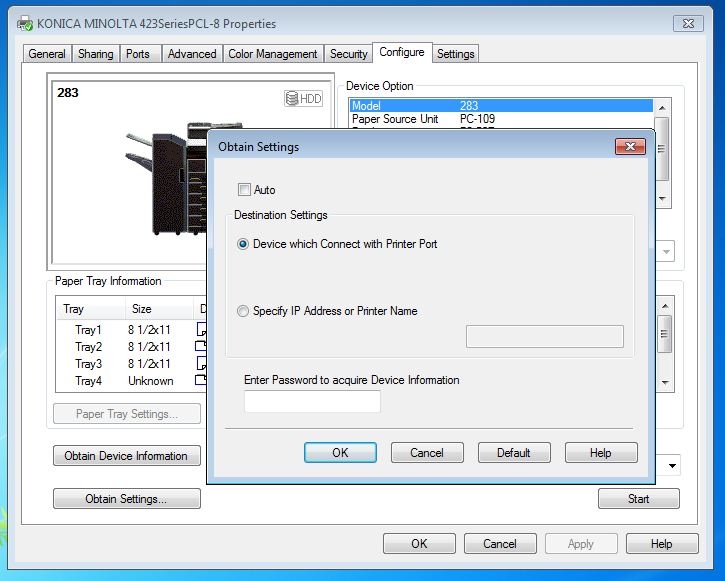 KONICA MINOLTA 423SeriesPCL-8 Properties
General Sharing Ports Advanced Color Management Security Configure Settings
283
HDD
Device Option
Model 283
Paper Source Unit PC-109
Obtain Settings
Auto
Destination Settings
Device which Connect with Printer Port
Specify IP Address or Printer Name
Enter Password to acquire Device Information
OK Cancel Default Help
Paper Tray Information
Tray Size D
Tray1 8 1/2x11
Tray2 8 1/2x11
Tray3 8 1/2x11
Tray4 Unknown
Paper Tray Settings...
Obtain Device Information
Obtain Settings...
Start
OK Cancel Apply Help